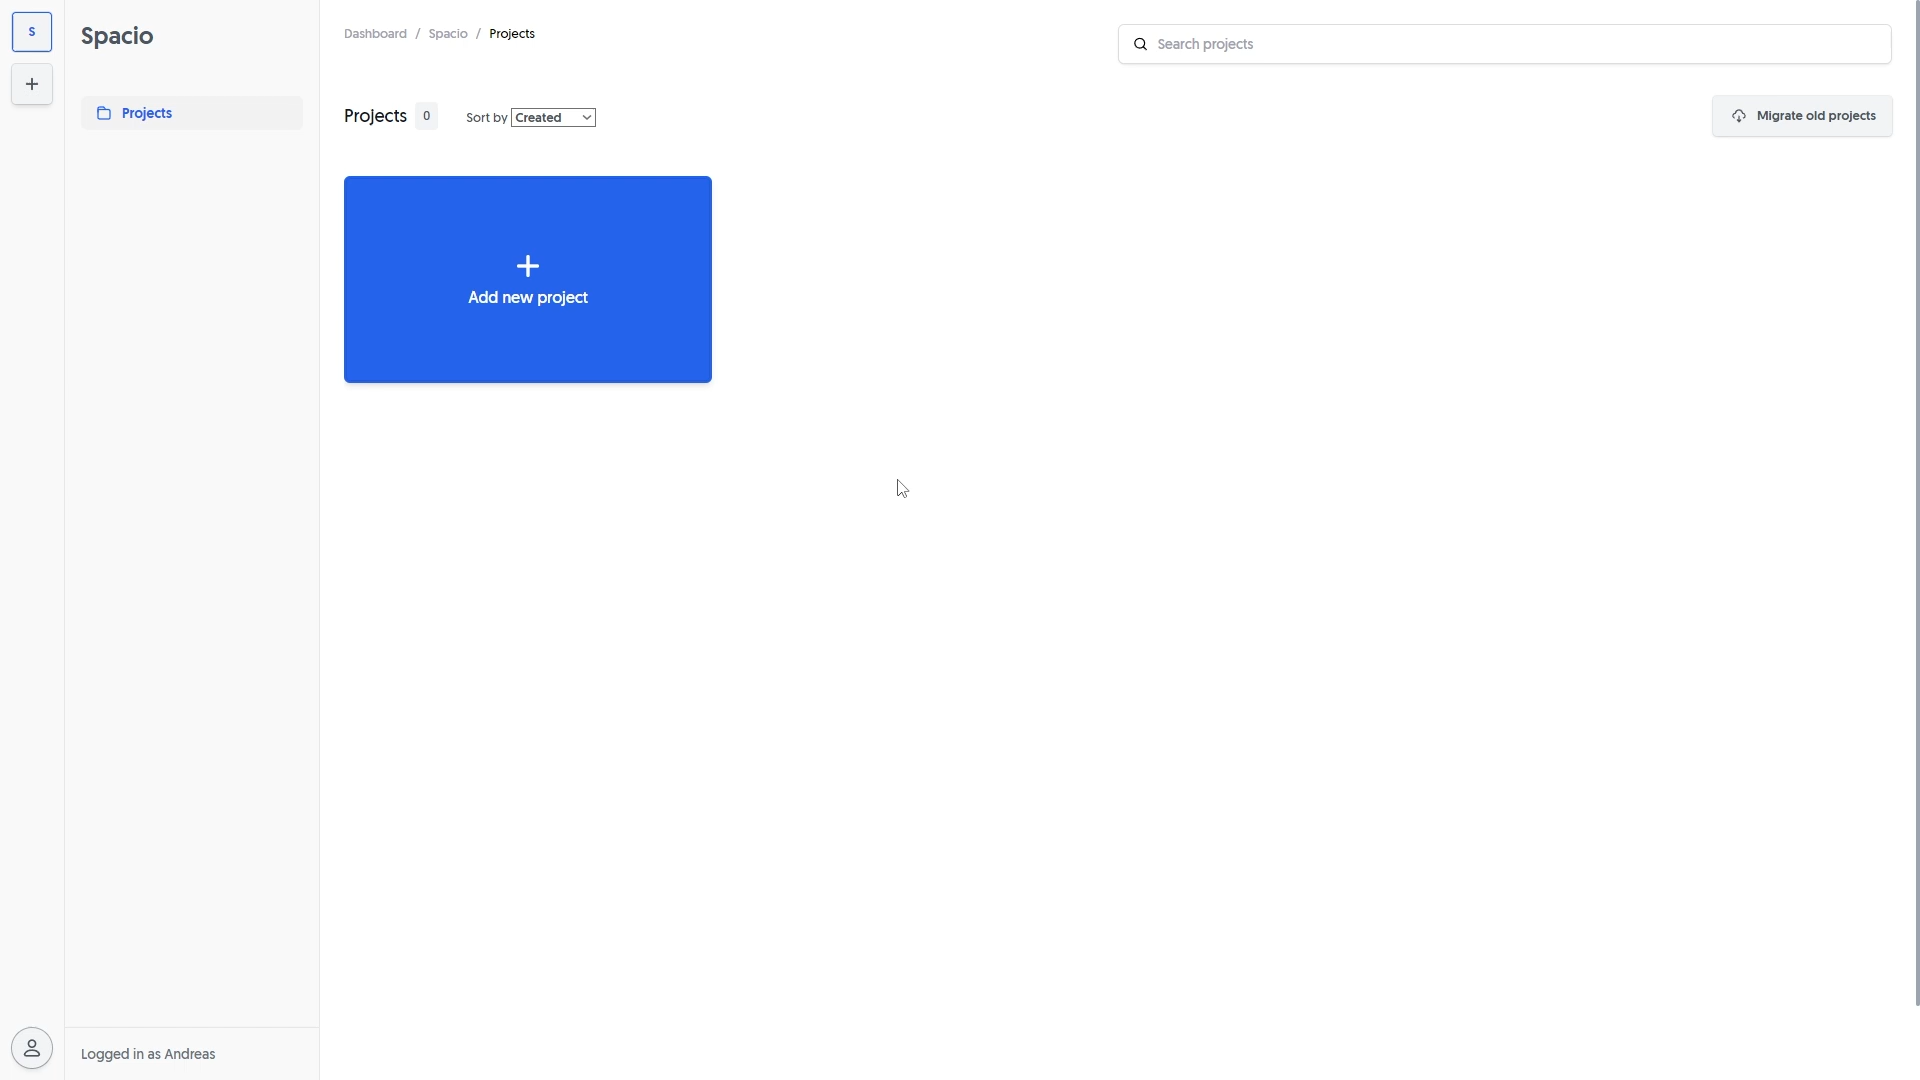 S
Spacio
Projects
Dashboard / Spacio / Projects
Search projects
Projects 0 Sort by Created
Migrate old projects
Add new project
Logged in as Andreas